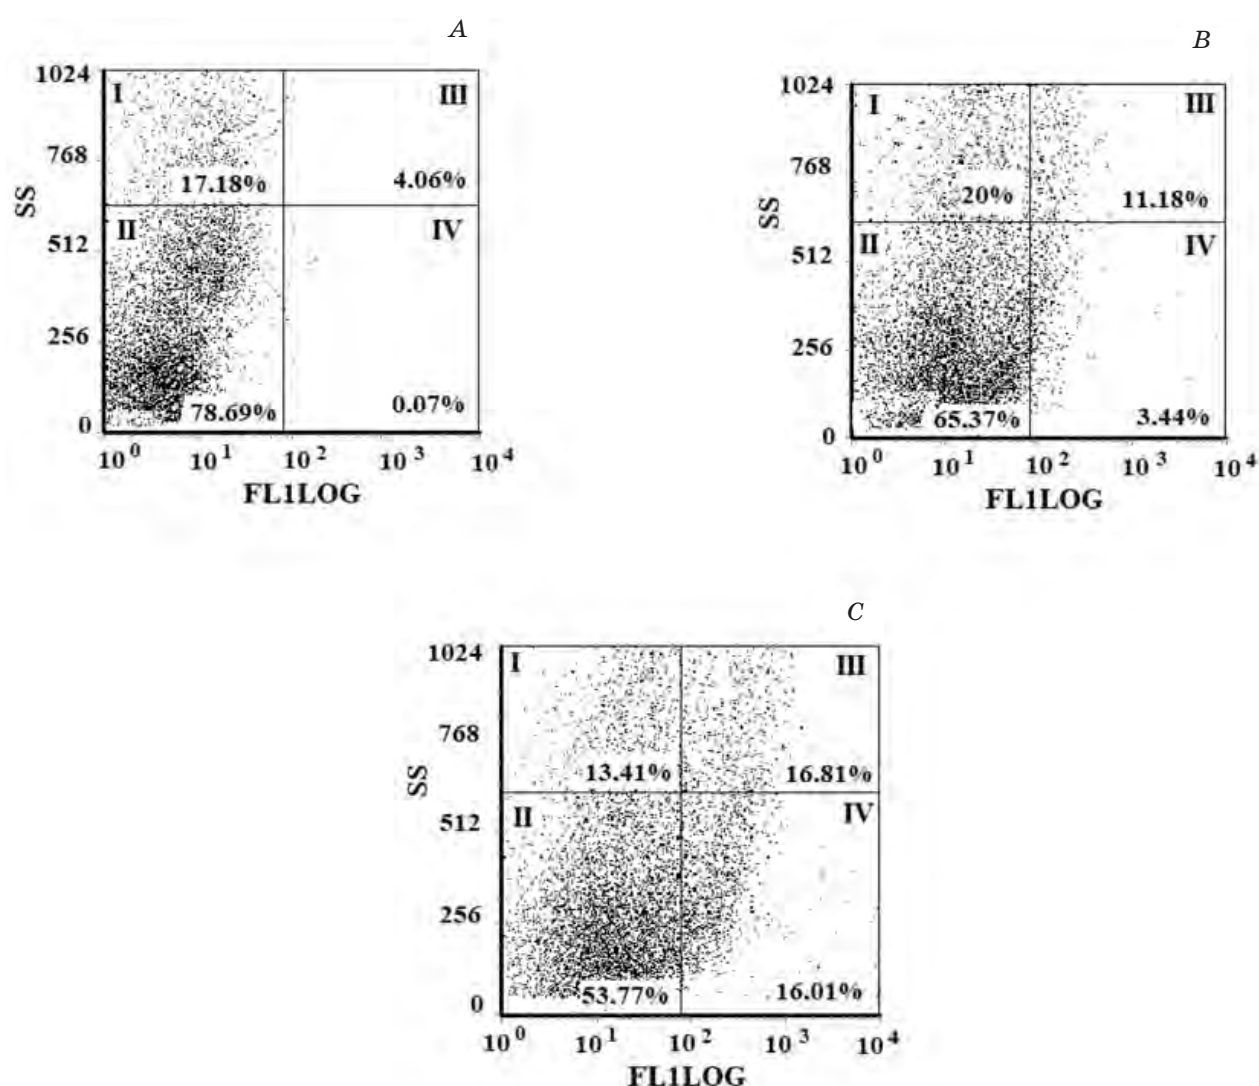 A
1024
I
III
768
17.18%
4.06%
SS
II
IV
512
256
78.69%
0.07%
0
10^0 10^1 10^2 10^3 10^4
FL1LOG
B
1024
I
III
768
20%
11.18%
SS
II
IV
512
256
65.37%
3.44%
0
10^0 10^1 10^2 10^3 10^4
FL1LOG
C
1024
I
III
768
13.41%
16.81%
SS
II
IV
512
256
53.77%
16.01%
0
10^0 10^1 10^2 10^3 10^4
FL1LOG